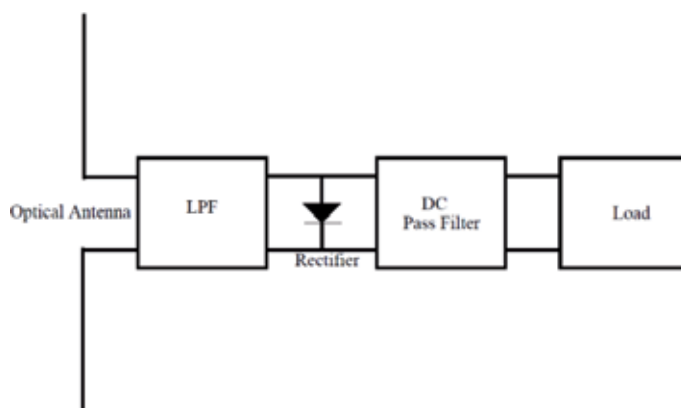 Optical Antenna
LPF
Rectifier
DC
Pass Filter
Load